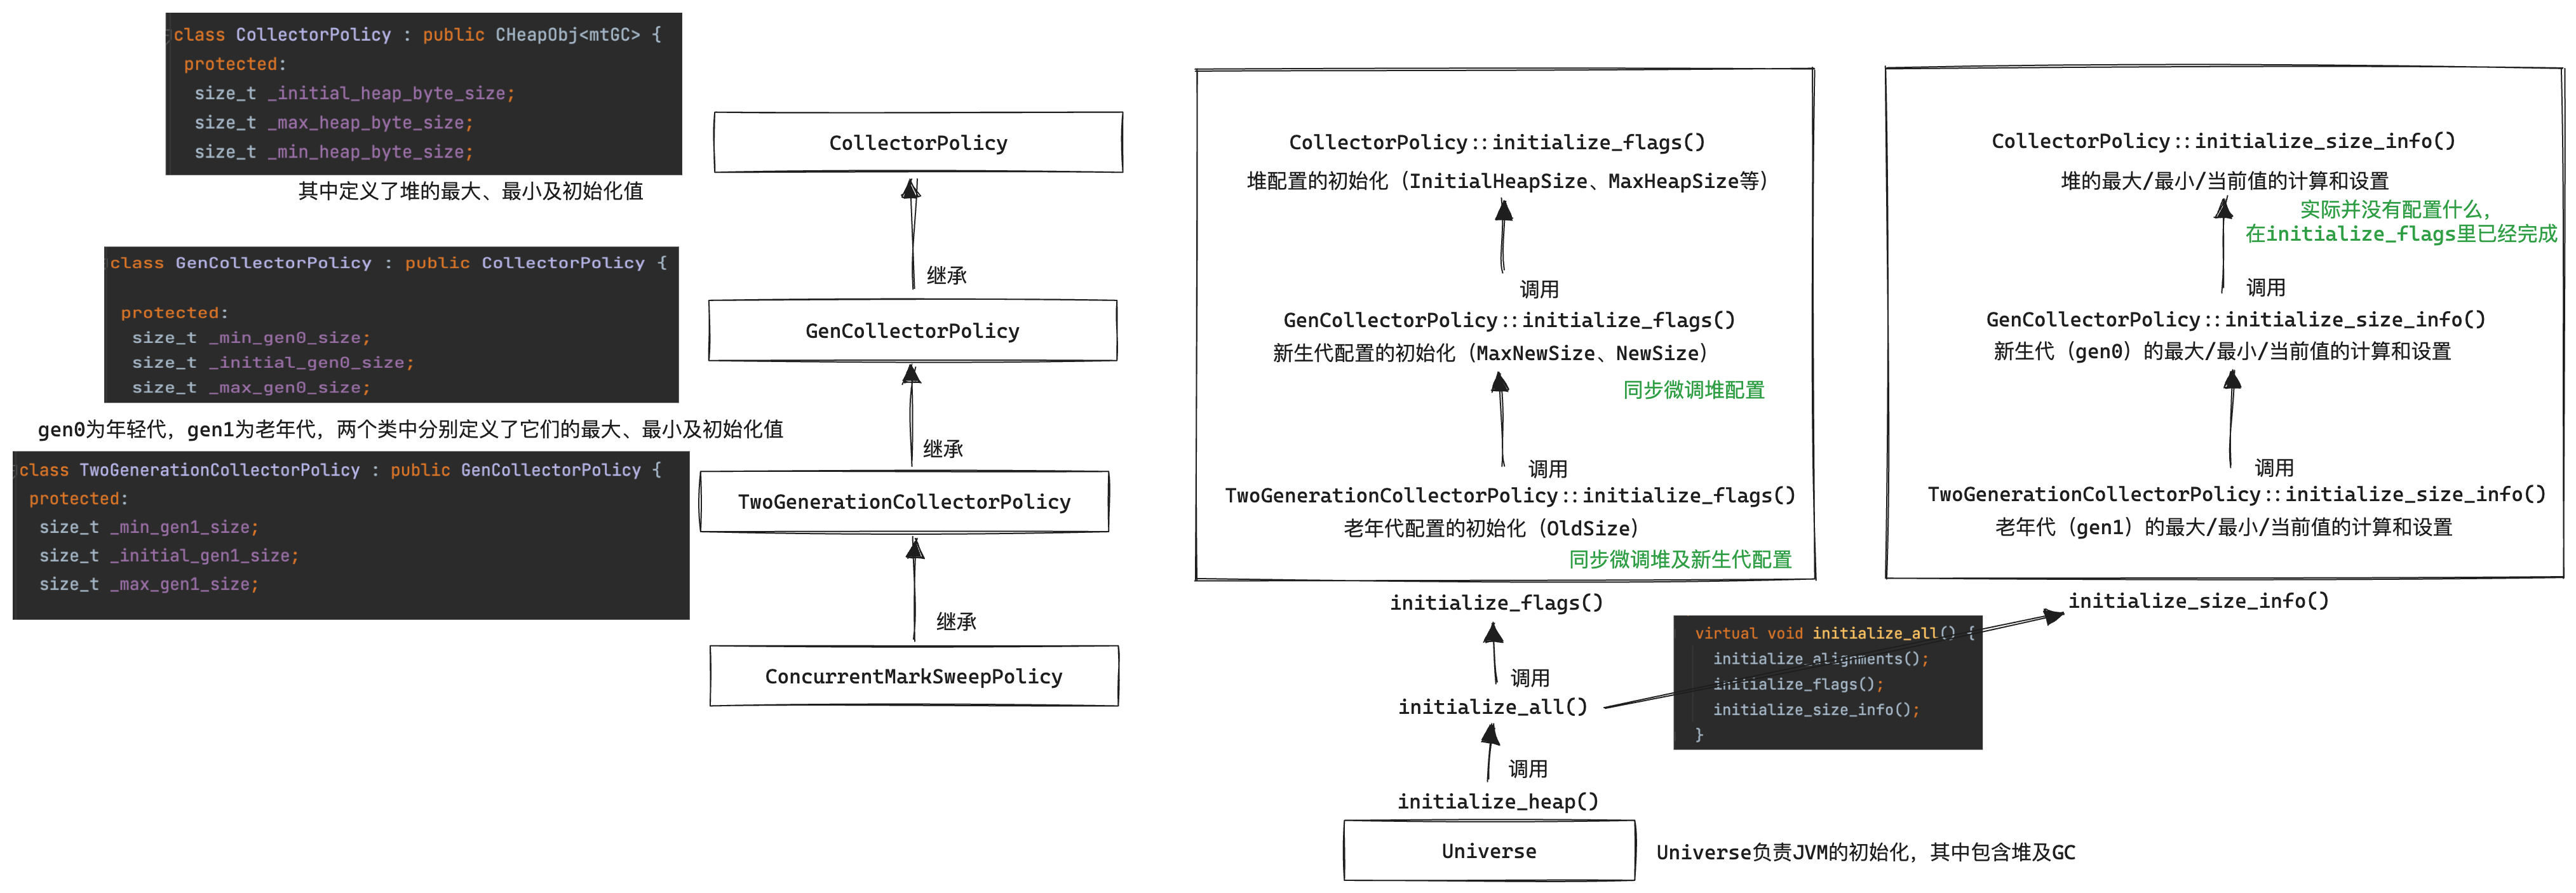 class CollectorPolicy : public CHeapObj<mtGC> {
protected:
size_t _initial_heap_byte_size;
size_t _max_heap_byte_size;
size_t _min_heap_byte_size;
其中定义了堆的最大、最小及初始化值
class GenCollectorPolicy : public CollectorPolicy {
protected:
size_t _min_gen0_size;
size_t _initial_gen0_size;
size_t _max_gen0_size;
gen0为年轻代，gen1为老年代，两个类中分别定义了它们的最大、最小及初始化值
class TwoGenerationCollectorPolicy : public GenCollectorPolicy {
protected:
size_t _min_gen1_size;
size_t _initial_gen1_size;
size_t _max_gen1_size;
CollectorPolicy
继承
GenCollectorPolicy
继承
TwoGenerationCollectorPolicy
继承
ConcurrentMarkSweepPolicy
CollectorPolicy::initialize_flags()
堆配置的初始化（InitialHeapSize、MaxHeapSize等）
调用
GenCollectorPolicy::initialize_flags()
新生代配置的初始化（MaxNewSize、NewSize）
同步微调堆配置
调用
TwoGenerationCollectorPolicy::initialize_flags()
老年代配置的初始化（OldSize）
同步微调堆及新生代配置
initialize_flags()
调用
initialize_all()
调用
initialize_heap()
Universe
Universe负责JVM的初始化，其中包含堆及GC
virtual void initialize_all() {
initialize_alignments();
initialize_flags();
initialize_size_info();
}
CollectorPolicy::initialize_size_info()
堆的最大/最小/当前值的计算和设置
实际并没有配置什么，
在initialize_flags里已经完成
调用
GenCollectorPolicy::initialize_size_info()
新生代（gen0）的最大/最小/当前值的计算和设置
调用
TwoGenerationCollectorPolicy::initialize_size_info()
老年代（gen1）的最大/最小/当前值的计算和设置
initialize_size_info()